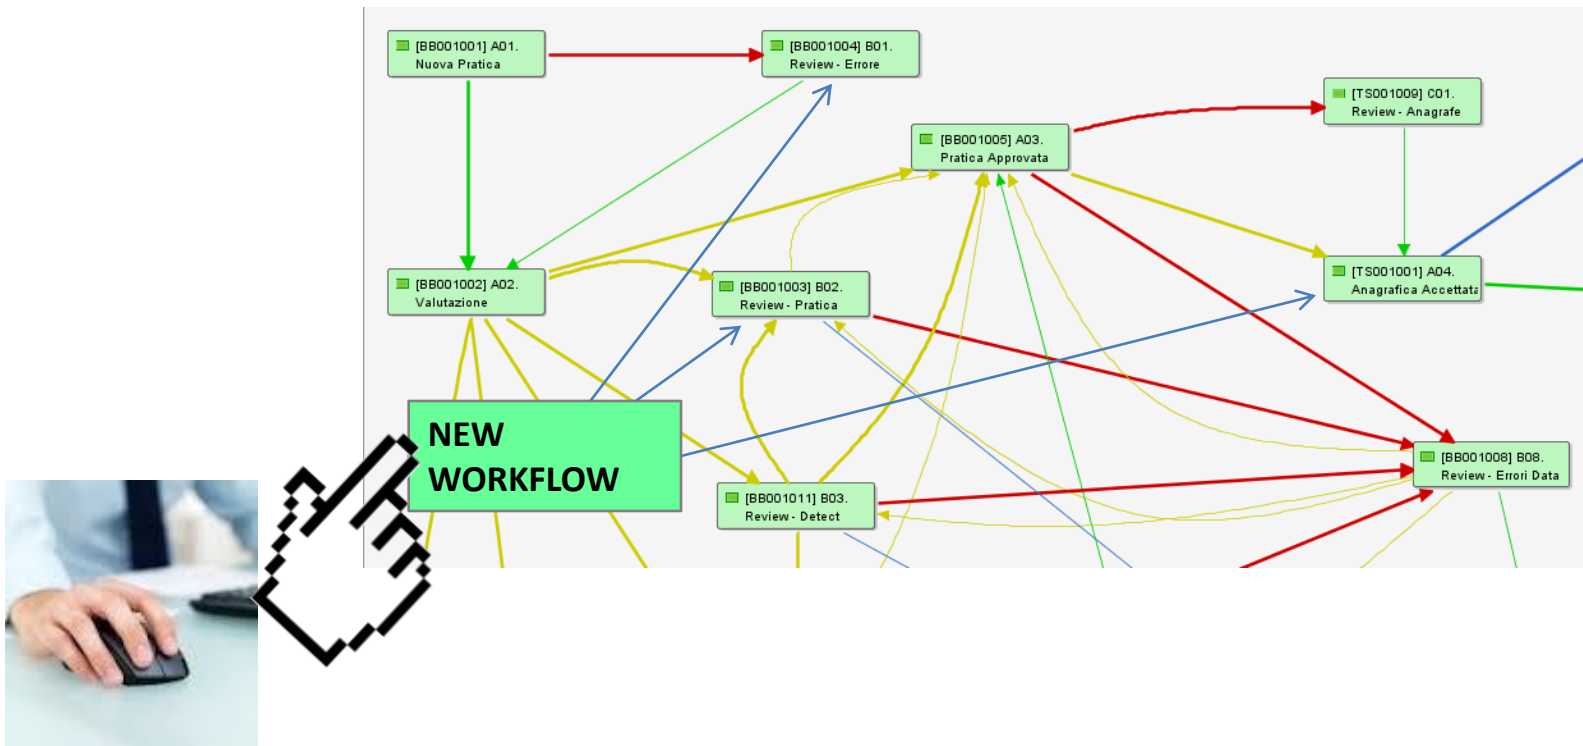 [BB001001] A01.
Nuova Pratica
[BB001004] B01.
Review - Errore
[TS001009] C01.
Review - Anagrafe
[BB001005] A03.
Pratica Approvata
[BB001002] A02.
Valutazione
[BB001003] B02.
Review - Pratica
[TS001001] A04.
Anagrafica Accettata
NEW
WORKFLOW
[BB001008] B08.
Review - Errori Data
[BB001011] B03.
Review - Detect